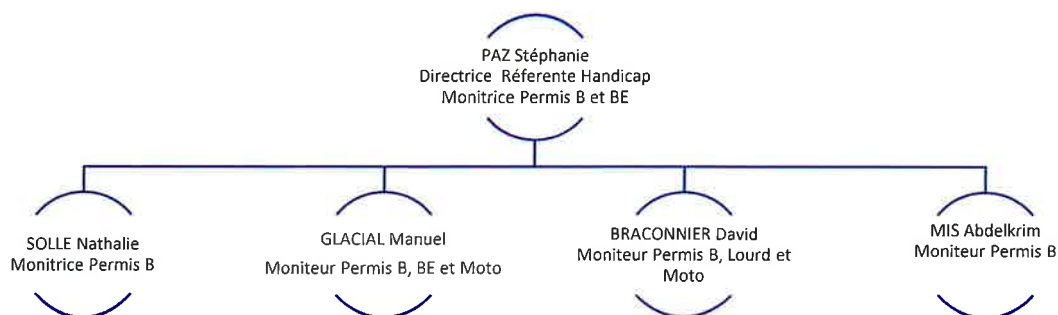 PAZ Stéphanie
Directrice Réferente Handicap
Monitrice Permis B et BE
SOLLE Nathalie
Monitrice Permis B
GLACIAL Manuel
Moniteur Permis B, BE et Moto
BRACONNIER David
Moniteur Permis B, Lourd et
Moto
MIS Abdelkrim
Moniteur Permis B